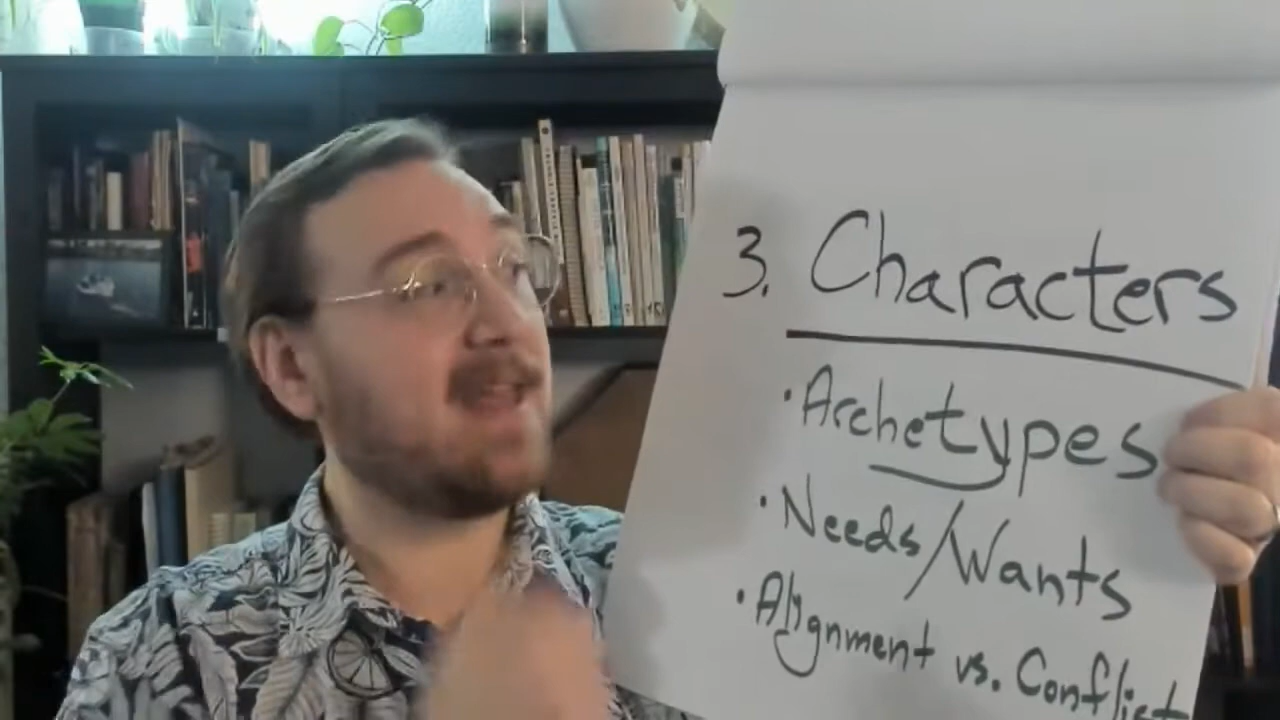 3. Characters
· Archetypes
· Needs/Wants
· Alignment vs. Conflict